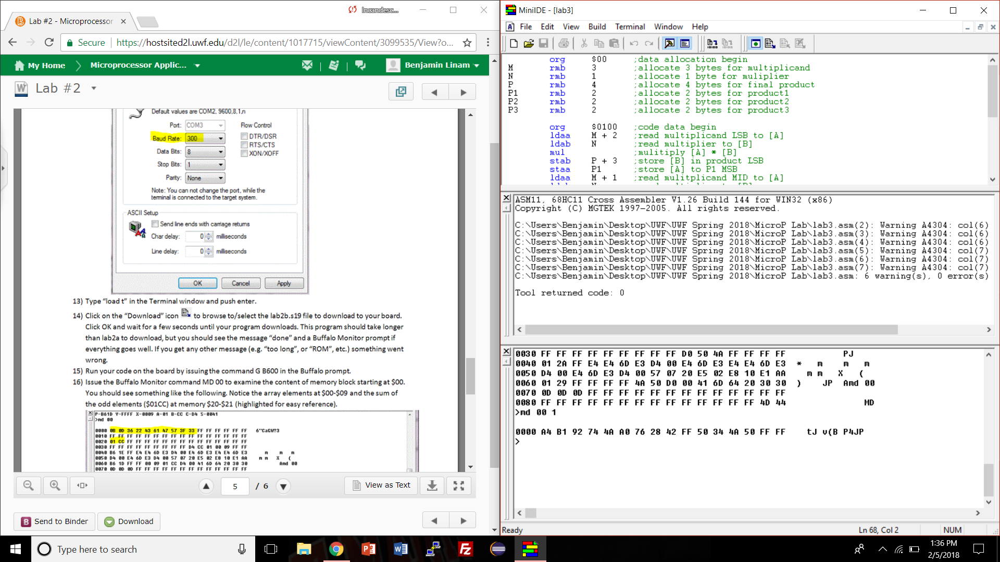 Incandesc...
Lab #2 - Microprocessor
Secure https://hostsited2l.uwf.edu/d2l/le/content/1017715/viewContent/3099535/View?o...
My Home
Microprocessor Applic...
Benjamin Linam
Lab #2
Default values are COM2, 9600,8,1,n
Port: COM3
Flow Control
Baud Rate: 300
DTR/DSR
RTS/CTS
Data Bits: 8
XON/XOFF
Stop Bits: 1
Parity: None
Note: You can not change the port, while the
terminal is connected to the target system.
ASCII Setup
Send line ends with carriage returns
Char delay: 0 milliseconds
Line delay: 0 milliseconds
OK Cancel Apply
13) Type “load t” in the Terminal window and push enter.
14) Click on the “Download” icon to browse to/select the lab2b.s19 file to download to your board.
Click OK and wait for a few seconds until your program downloads. This program should take longer
than lab2a to download, but you should see the message “done” and a Buffalo Monitor prompt if
everything goes well. If you get any other message (e.g. “too long”, or “ROM”, etc.) something went
wrong.
15) Run your code on the board by issuing the command G B600 in the Buffalo prompt.
16) Issue the Buffalo Monitor command MD 00 to examine the content of memory block starting at $00.
You should see something like the following. Notice the array elements at $00-$09 and the sum of
the odd elements ($01CC) at memory $20-$21 (highlighted for easy reference).
P-B61D Y-FFFF X-0009 A-01 B-CC C-D4 S-0041
>md 00
0000 0B 0D 36 22 43 61 47 57 3F 33 FF FF FF FF FF FF 6"CaGW?3
0010 FF FF FF FF FF FF FF FF FF FF FF FF FF FF FF FF
0020 01 CC FF FF FF FF FF FF FF FF FF FF FF FF FF FF
0030 FF FF FF FF FF FF FF FF FF D4 CC 01 00 09 FF FF
0040 B6 1E FF E4 E4 6D E3 D4 00 E4 6D E3 E4 E4 6D E3 m m m
0050 D4 00 E4 6D E3 D4 00 57 07 20 E5 02 E8 10 E1 AA m m X (
0060 B6 1D FF FF 00 09 01 CC D4 00 41 6D 64 20 30 30 Amd 00
0070 0D 0D 0D FF FF FF FF FF FF FF FF FF FF FF FF FF
5 / 6
View as Text
Send to Binder
Download
MiniIDE - [lab3]
File Edit View Build Terminal Window Help
org $00 ;data allocation begin
M rmb 3 ;allocate 3 bytes for multiplicand
N rmb 1 ;allocate 1 byte for muliplier
P rmb 4 ;allocate 4 bytes for final product
P1 rmb 2 ;allocate 2 bytes for product1
P2 rmb 2 ;allocate 2 bytes for product2
P3 rmb 2 ;allocate 2 bytes for product3
org $0100 ;code data begin
ldaa M + 2 ;read multiplicand LSB to [A]
ldab N ;read multiplier to [B]
mul ;mulitiply [A] * [B]
stab P + 3 ;store [B] in product LSB
staa P1 ;store [A] to P1 MSB
ldaa M + 1 ;read mulitplicand MID to [A]
ASM11, 68HC11 Cross Assembler V1.26 Build 144 for WIN32 (x86)
Copyright (C) MGTEK 1997-2005. All rights reserved.
C:\Users\Benjamin\Desktop\UWF\UWF Spring 2018\MicroP Lab\lab3.asm(2): Warning A4304: col(6)
C:\Users\Benjamin\Desktop\UWF\UWF Spring 2018\MicroP Lab\lab3.asm(3): Warning A4304: col(6)
C:\Users\Benjamin\Desktop\UWF\UWF Spring 2018\MicroP Lab\lab3.asm(4): Warning A4304: col(6)
C:\Users\Benjamin\Desktop\UWF\UWF Spring 2018\MicroP Lab\lab3.asm(5): Warning A4304: col(7)
C:\Users\Benjamin\Desktop\UWF\UWF Spring 2018\MicroP Lab\lab3.asm(6): Warning A4304: col(7)
C:\Users\Benjamin\Desktop\UWF\UWF Spring 2018\MicroP Lab\lab3.asm(7): Warning A4304: col(7)
C:\Users\Benjamin\Desktop\UWF\UWF Spring 2018\MicroP Lab\lab3.asm: 6 warning(s), 0 error(s)
Tool returned code: 0
0030 FF FF FF FF FF FF FF FF FF D0 50 4A FF FF FF FF PJ
0040 01 2A FF E4 E4 6D E3 D4 00 E4 6D E3 E4 E4 6D E3 * m m m
0050 D4 00 E4 6D E3 D4 00 57 07 20 E5 02 E8 10 E1 AA m m X (
0060 01 29 FF FF FF FF 4A 50 D0 00 41 6D 64 20 30 30 ) JP Amd 00
0070 0D 0D 0D FF FF FF FF FF FF FF FF FF FF FF FF FF
0080 FF FF FF FF FF FF FF FF FF FF FF FF FF FF 4D 44 MD
>md 00 1
0000 A4 B1 92 74 4A A0 76 28 42 FF 50 34 4A 50 FF FF tJ v(B P4JP
>
Ready
Ln 68, Col 2
NUM
Type here to search
1:36 PM
2/5/2018